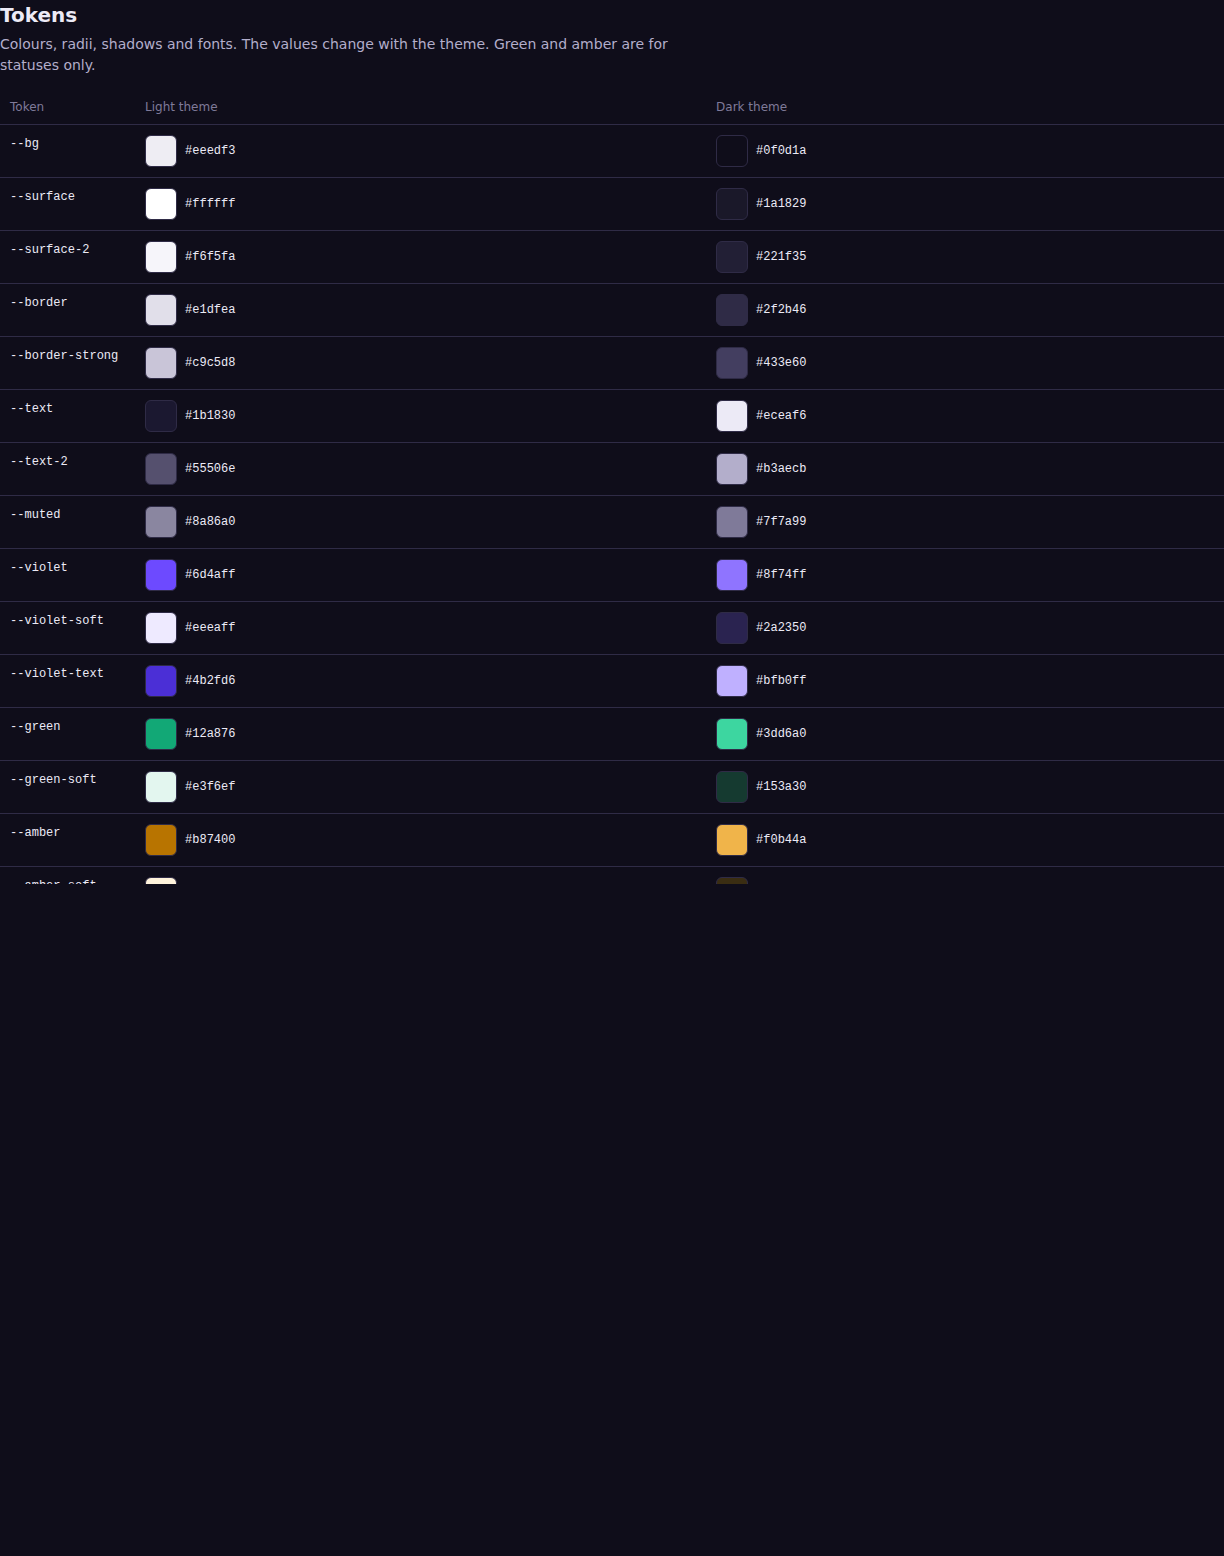 Tokens
Colours, radii, shadows and fonts. The values change with the theme. Green and amber are for
statuses only.
Token Light theme Dark theme
--bg #eeedf3 #0f0d1a
--surface #ffffff #1a1829
--surface-2 #f6f5fa #221f35
--border #e1dfea #2f2b46
--border-strong #c9c5d8 #433e60
--text #1b1830 #eceaf6
--text-2 #55506e #b3aecb
--muted #8a86a0 #7f7a99
--violet #6d4aff #8f74ff
--violet-soft #eeeaff #2a2350
--violet-text #4b2fd6 #bfb0ff
--green #12a876 #3dd6a0
--green-soft #e3f6ef #153a30
--amber #b87400 #f0b44a